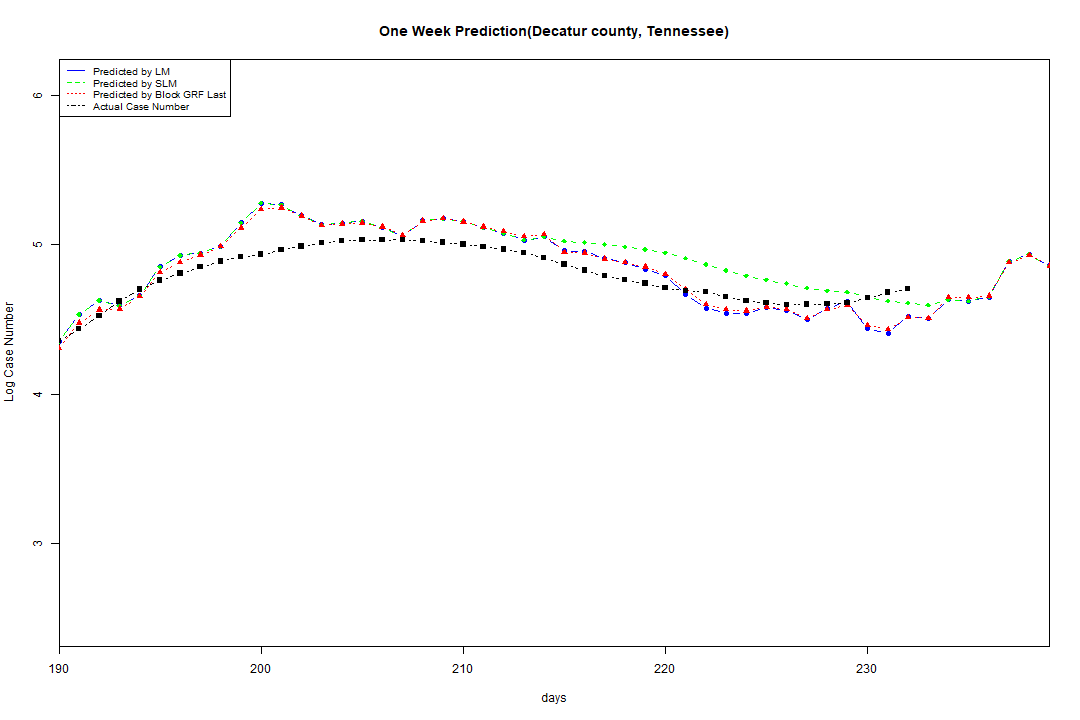 One Week Prediction(Decatur county, Tennessee)
Predicted by LM
Predicted by SLM
Predicted by Block GRF Last
Actual Case Number
6
5
4
3
Log Case Number
190 200 210 220 230
days